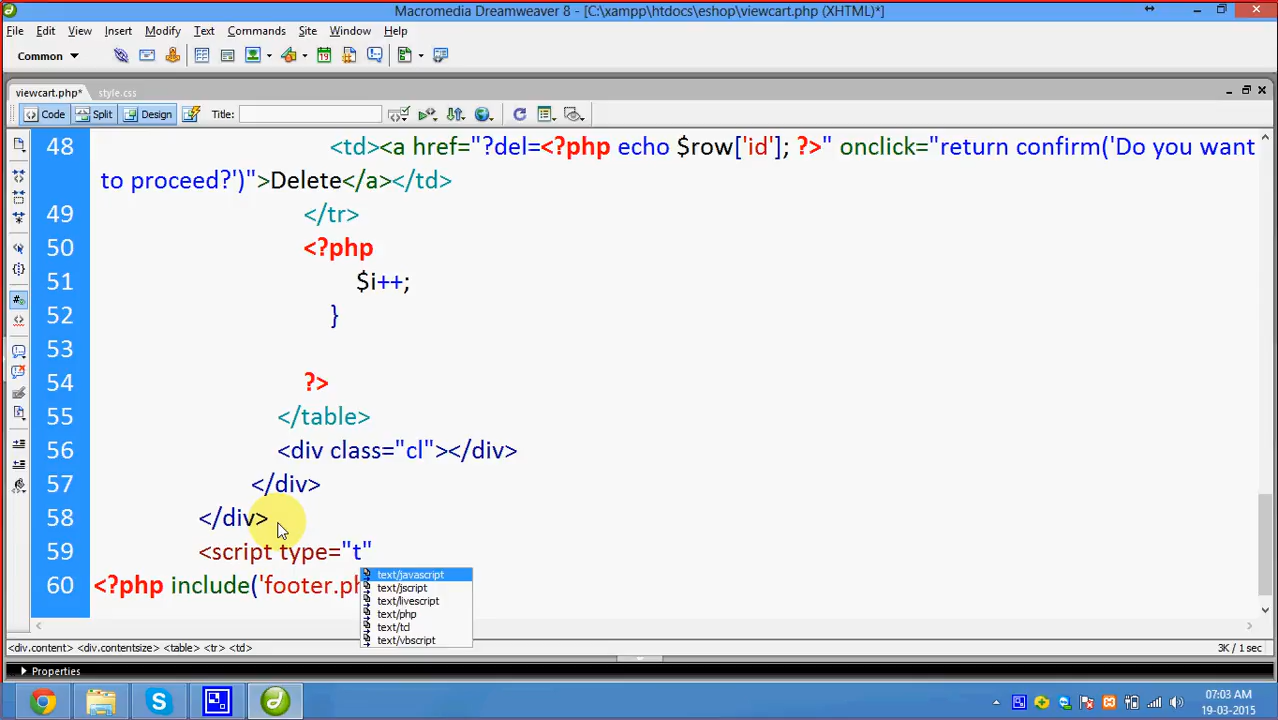 Macromedia Dreamweaver 8 - [C:\xampp\htdocs\eshop\viewcart.php (XHTML)*]
File Edit View Insert Modify Text Commands Site Window Help
Common
viewcart.php* style.css
Code Split Design Title:
48 <td><a href="?del=<?php echo $row['id']; ?>" onclick="return confirm('Do you want
to proceed?')">Delete</a></td>
49 </tr>
50 <?php
51 $i++;
52 }
53
54 ?>
55 </table>
56 <div class="cl"></div>
57 </div>
58 </div>
59 <script type="t"
60 <?php include('footer.ph
text/javascript
text/jscript
text/livescript
text/php
text/tcl
text/vbscript
<div.content> <div.contentsize> <table> <tr> <td> 3K / 1 sec
Properties
07:03 AM
19-03-2015